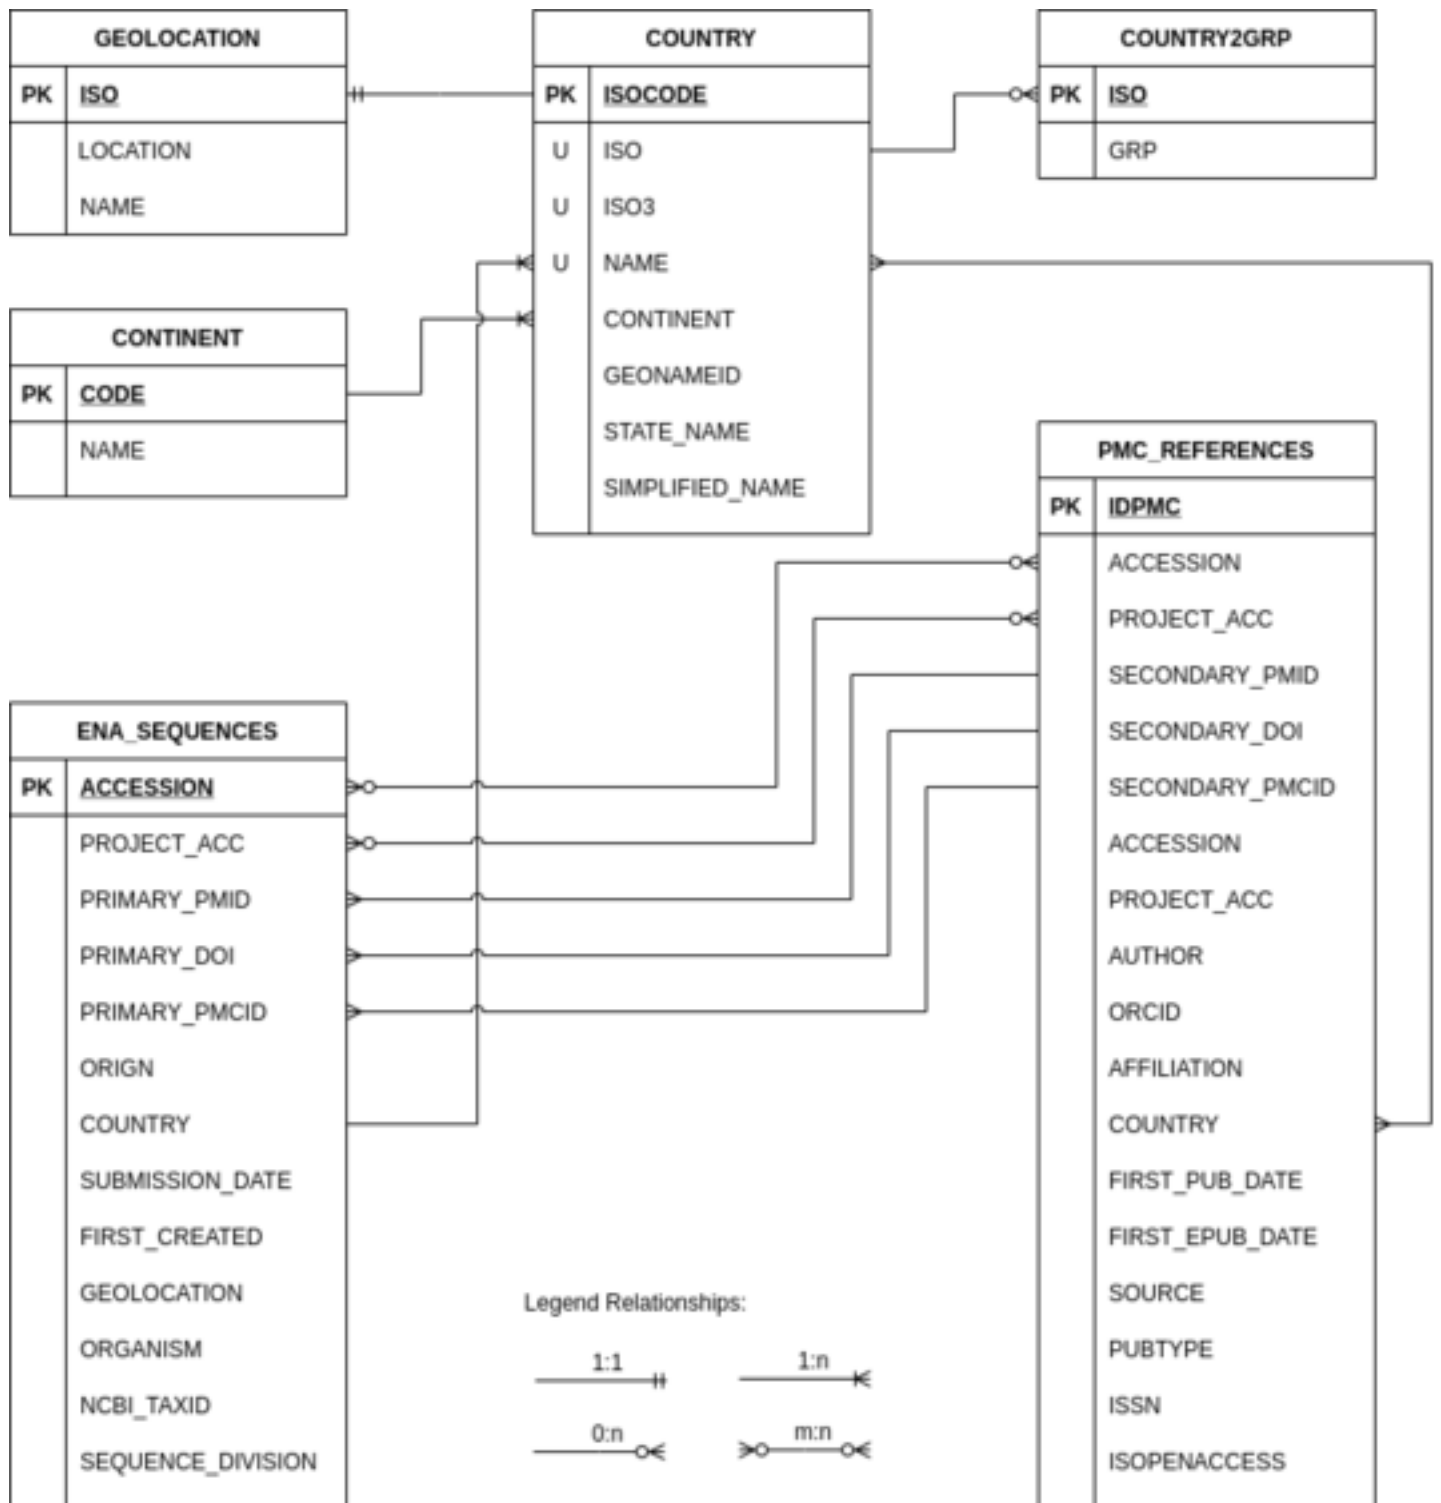 GEOLOCATION
PK ISO
LOCATION
NAME
COUNTRY
PK ISOCODE
U ISO
U ISO3
U NAME
CONTINENT
GEONAMEID
STATE_NAME
SIMPLIFIED_NAME
COUNTRY2GRP
PK ISO
GRP
CONTINENT
PK CODE
NAME
PMC_REFERENCES
PK IDPMC
ACCESSION
PROJECT_ACC
SECONDARY_PMID
SECONDARY_DOI
SECONDARY_PMCID
ACCESSION
PROJECT_ACC
AUTHOR
ORCID
AFFILIATION
COUNTRY
FIRST_PUB_DATE
FIRST_EPUB_DATE
SOURCE
PUBTYPE
ISSN
ISOPENACCESS
ENA_SEQUENCES
PK ACCESSION
PROJECT_ACC
PRIMARY_PMID
PRIMARY_DOI
PRIMARY_PMCID
ORIGN
COUNTRY
SUBMISSION_DATE
FIRST_CREATED
GEOLOCATION
ORGANISM
NCBI_TAXID
SEQUENCE_DIVISION
Legend Relationships:
1:1
1:n
0:n
m:n